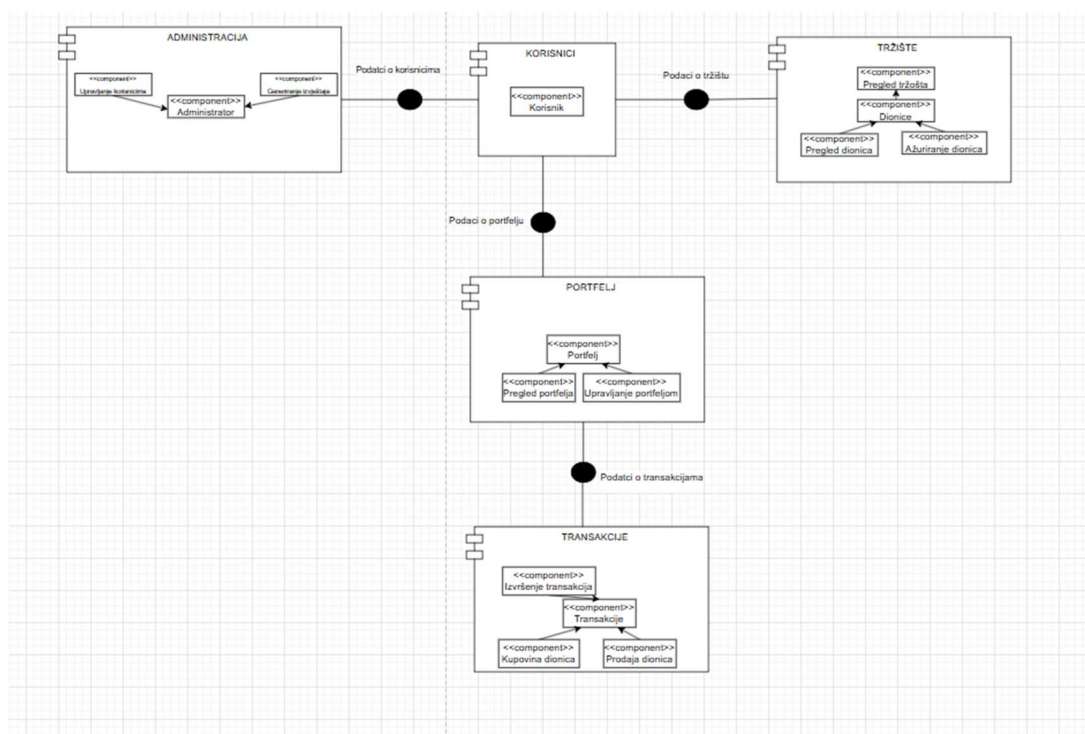 ADMINISTRACIJA
<<component>>
Upravljanje korisnicima
<<component>>
Generiranje izvještaja
<<component>>
Administrator
Podatci o korisnicima
KORISNICI
<<component>>
Korisnik
Podaci o tržištu
TRŽIŠTE
<<component>>
Pregled tržošta
<<component>>
Dionice
<<component>>
Pregled dionica
<<component>>
Ažuriranje dionica
Podaci o portfelju
PORTFELJ
<<component>>
Portfelj
<<component>>
Pregled portfelja
<<component>>
Upravljanje portfeljom
Podatci o transakcijama
TRANSAKCIJE
<<component>>
Izvršenje transakcija
<<component>>
Transakcije
<<component>>
Kupovina dionica
<<component>>
Prodaja dionica